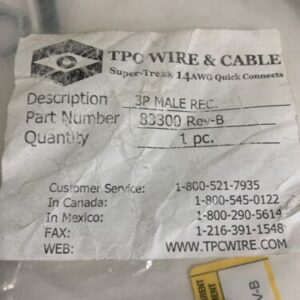 TPC WIRE & CABLE
Super-Trex® 14AWG Quick Connects
Description 3P MALE REC.
Part Number 83300 Rev-B
Quantity 1 pc.
Customer Service: 1-800-521-7935
In Canada: 1-800-545-0122
In Mexico: 1-800-290-5614
FAX: 1-216-391-1548
WEB: WWW.TPCWIRE.COM
V-B